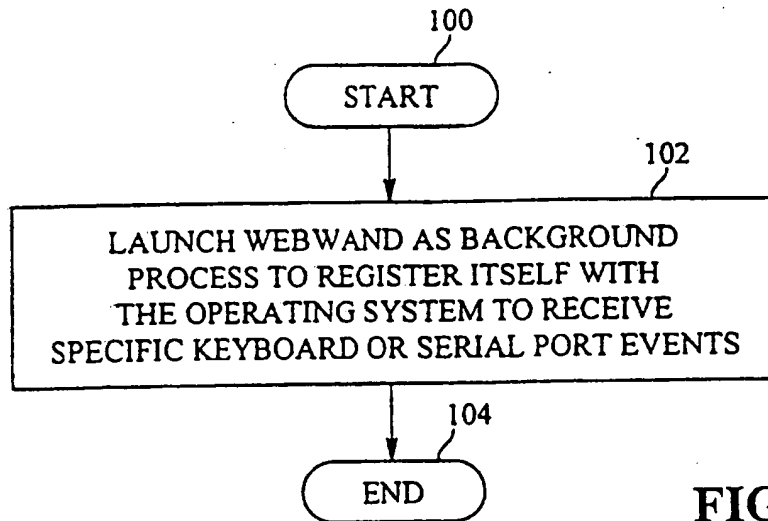 100
START
102
LAUNCH WEBWAND AS BACKGROUND
PROCESS TO REGISTER ITSELF WITH
THE OPERATING SYSTEM TO RECEIVE
SPECIFIC KEYBOARD OR SERIAL PORT EVENTS
104
END
FIG